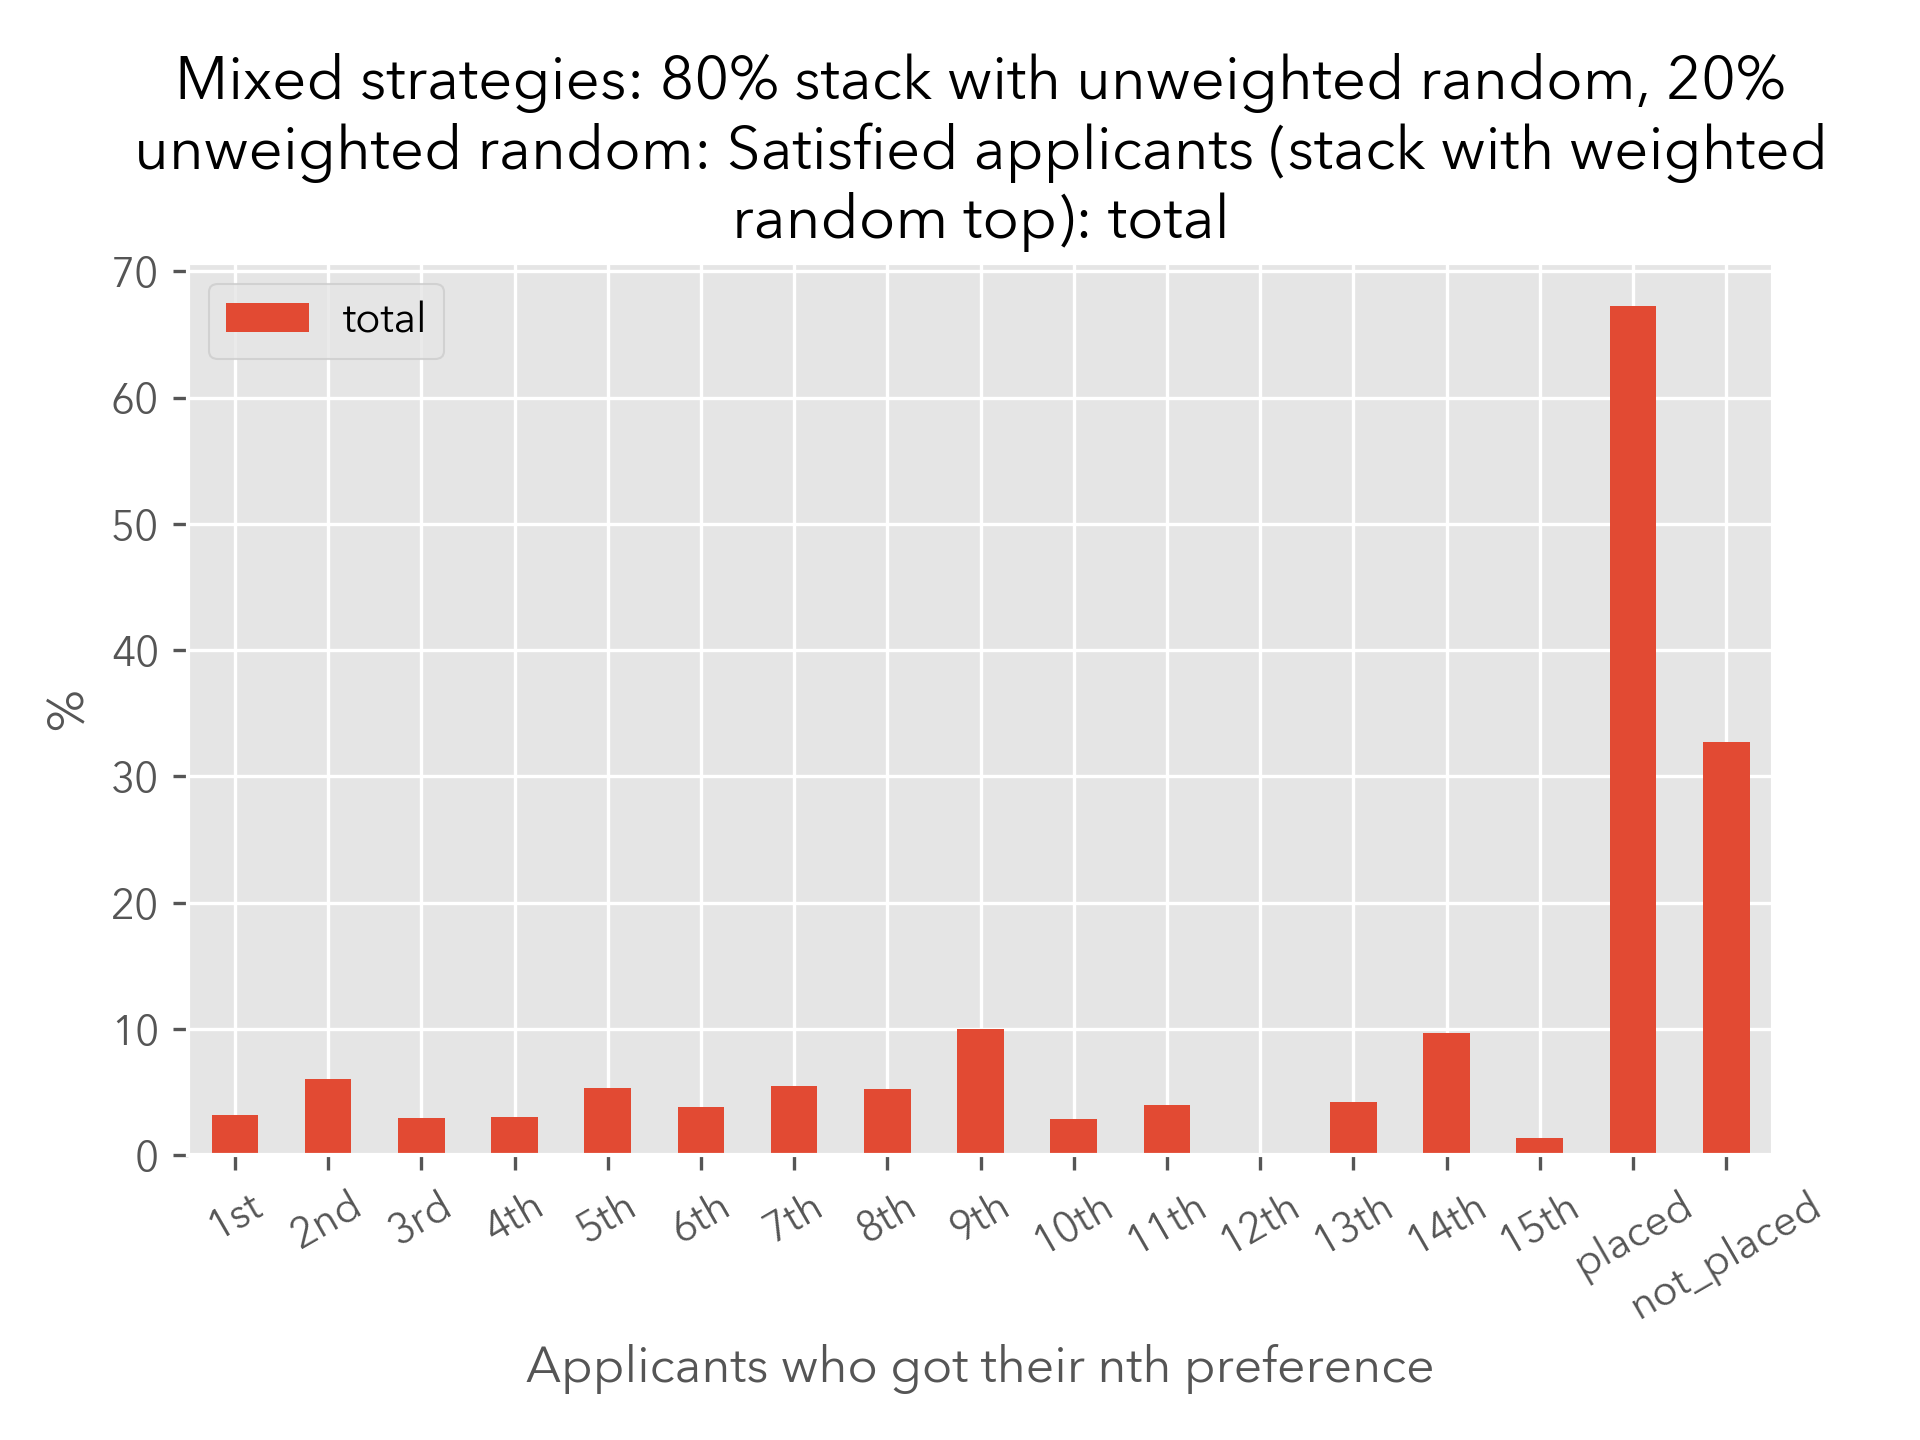 Mixed strategies: 80% stack with unweighted random, 20%
unweighted random: Satisfied applicants (stack with weighted
random top): total
total
70
60
50
40
30
20
10
0
%
1st
2nd
3rd
4th
5th
6th
7th
8th
9th
10th
11th
12th
13th
14th
15th
placed
not_placed
Applicants who got their nth preference